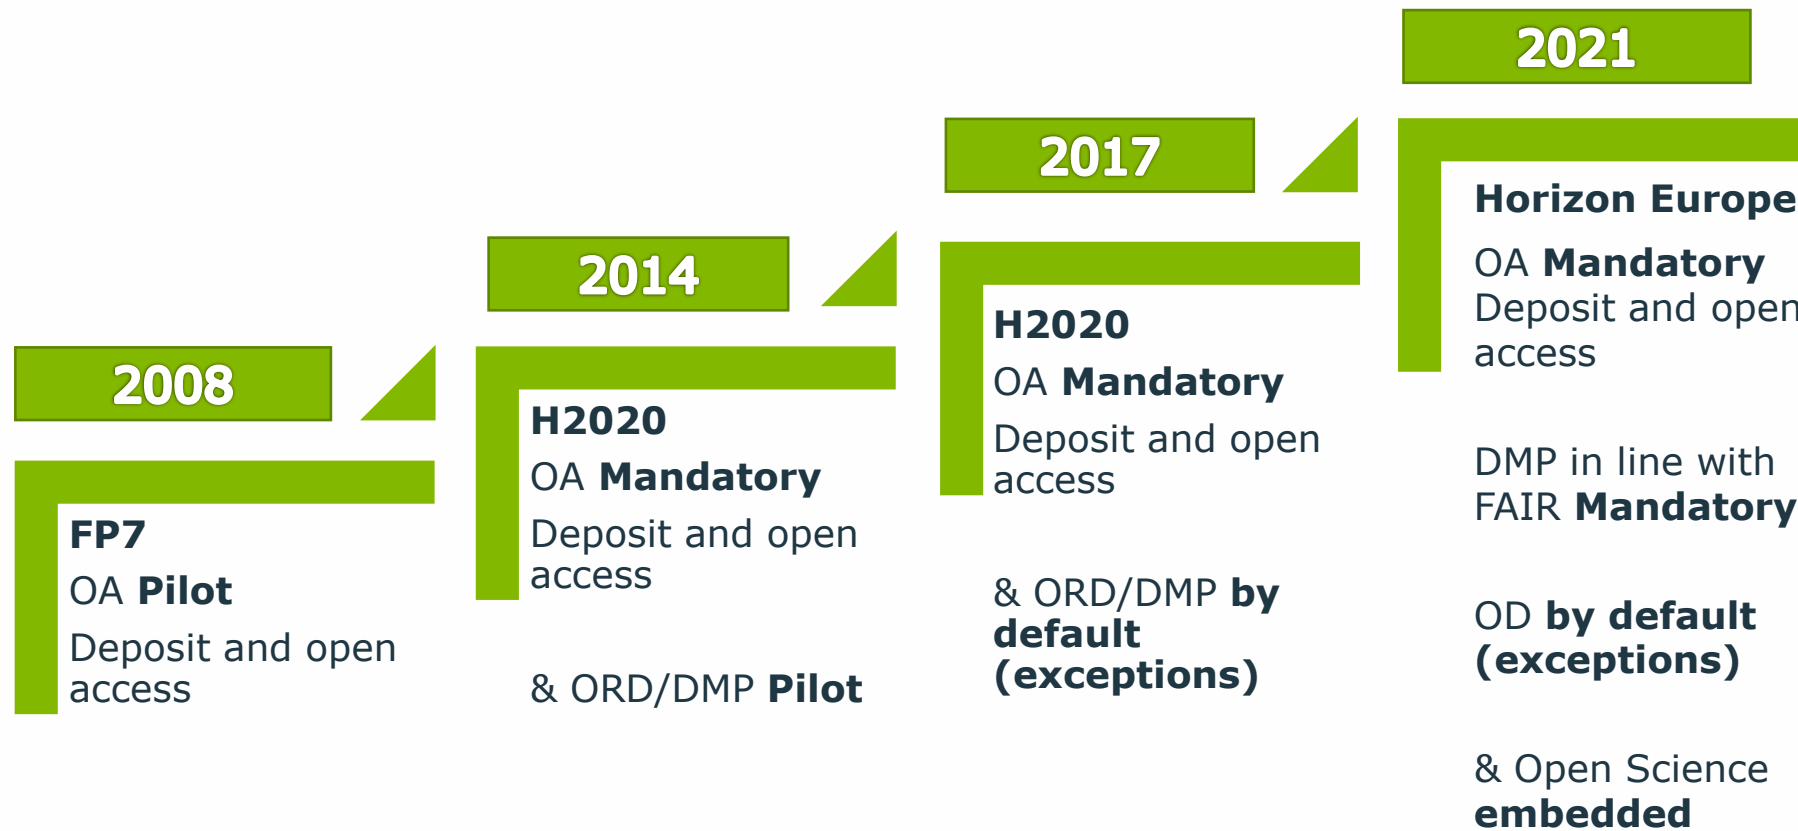 2008
FP7
OA Pilot
Deposit and open
access
2014
H2020
OA Mandatory
Deposit and open
access
& ORD/DMP Pilot
2017
H2020
OA Mandatory
Deposit and open
access
& ORD/DMP by
default
(exceptions)
2021
Horizon Europe
OA Mandatory
Deposit and open
access
DMP in line with
FAIR Mandatory
OD by default
(exceptions)
& Open Science
embedded